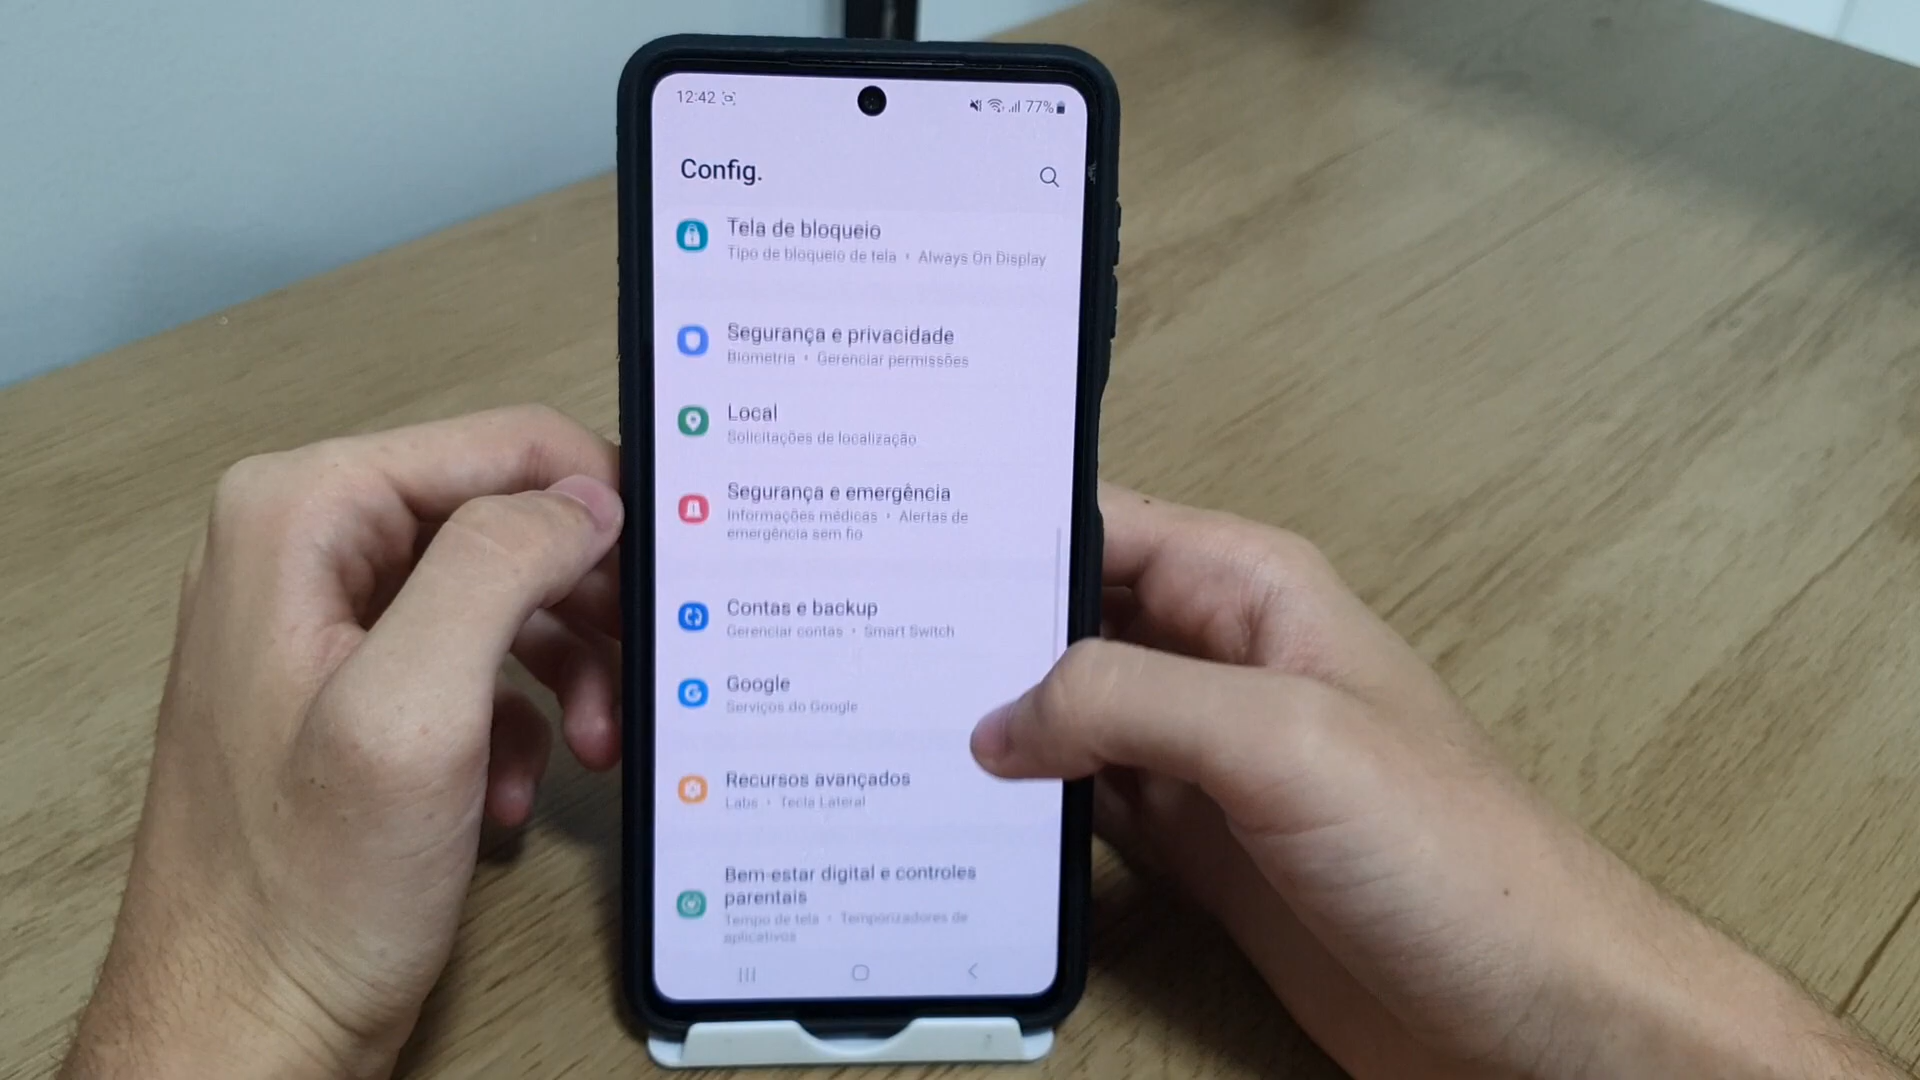 12:42
77%
Config.
Tela de bloqueio
Tipo de bloqueio de tela • Always On Display
Segurança e privacidade
Biometria • Gerenciar permissões
Local
Solicitações de localização
Segurança e emergência
Informações médicas • Alertas de
emergência sem fio
Contas e backup
Gerenciar contas • Smart Switch
Google
Serviços do Google
Recursos avançados
Labs • Tecla Lateral
Bem-estar digital e controles
parentais
Tempo de tela • Temporizadores de
aplicativos